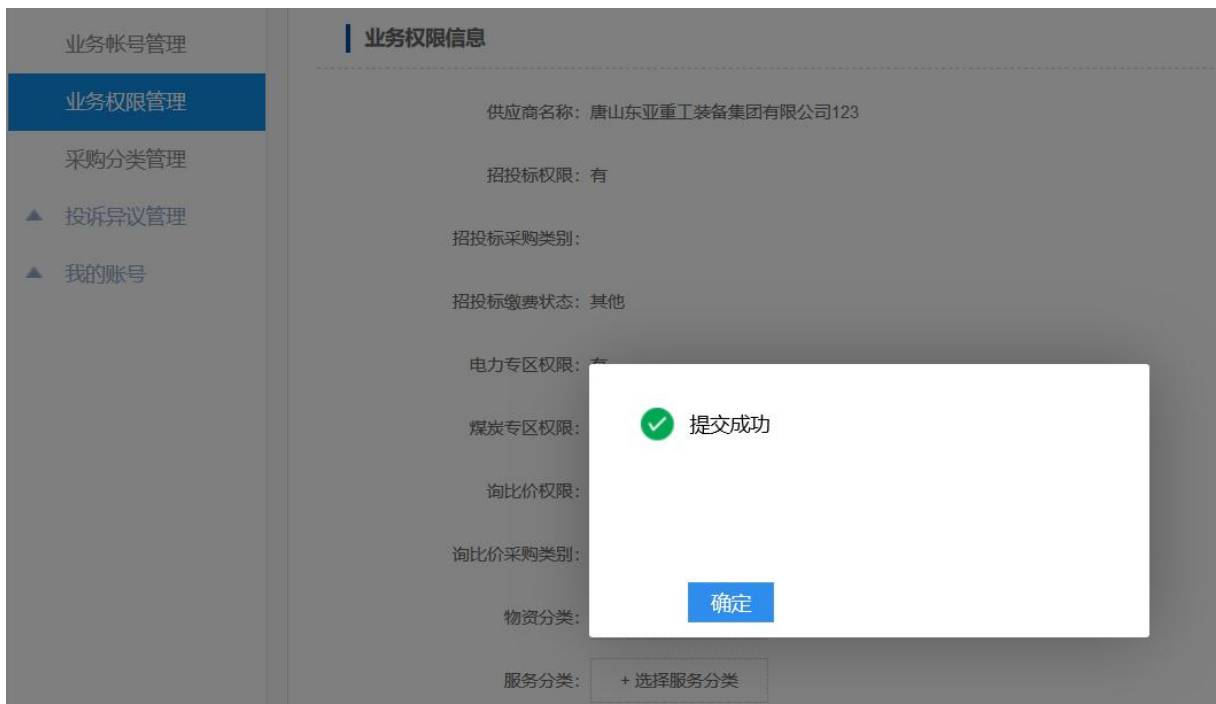 业务帐号管理
业务权限管理
采购分类管理
投诉异议管理
我的账号
业务权限信息
供应商名称：唐山东亚重工装备集团有限公司123
招投标权限：有
招投标采购类别：
招投标缴费状态：其他
电力专区权限：有
煤炭专区权限：
询比价权限：
询比价采购类别：
物资分类：
服务分类：+ 选择服务分类
提交成功
确定